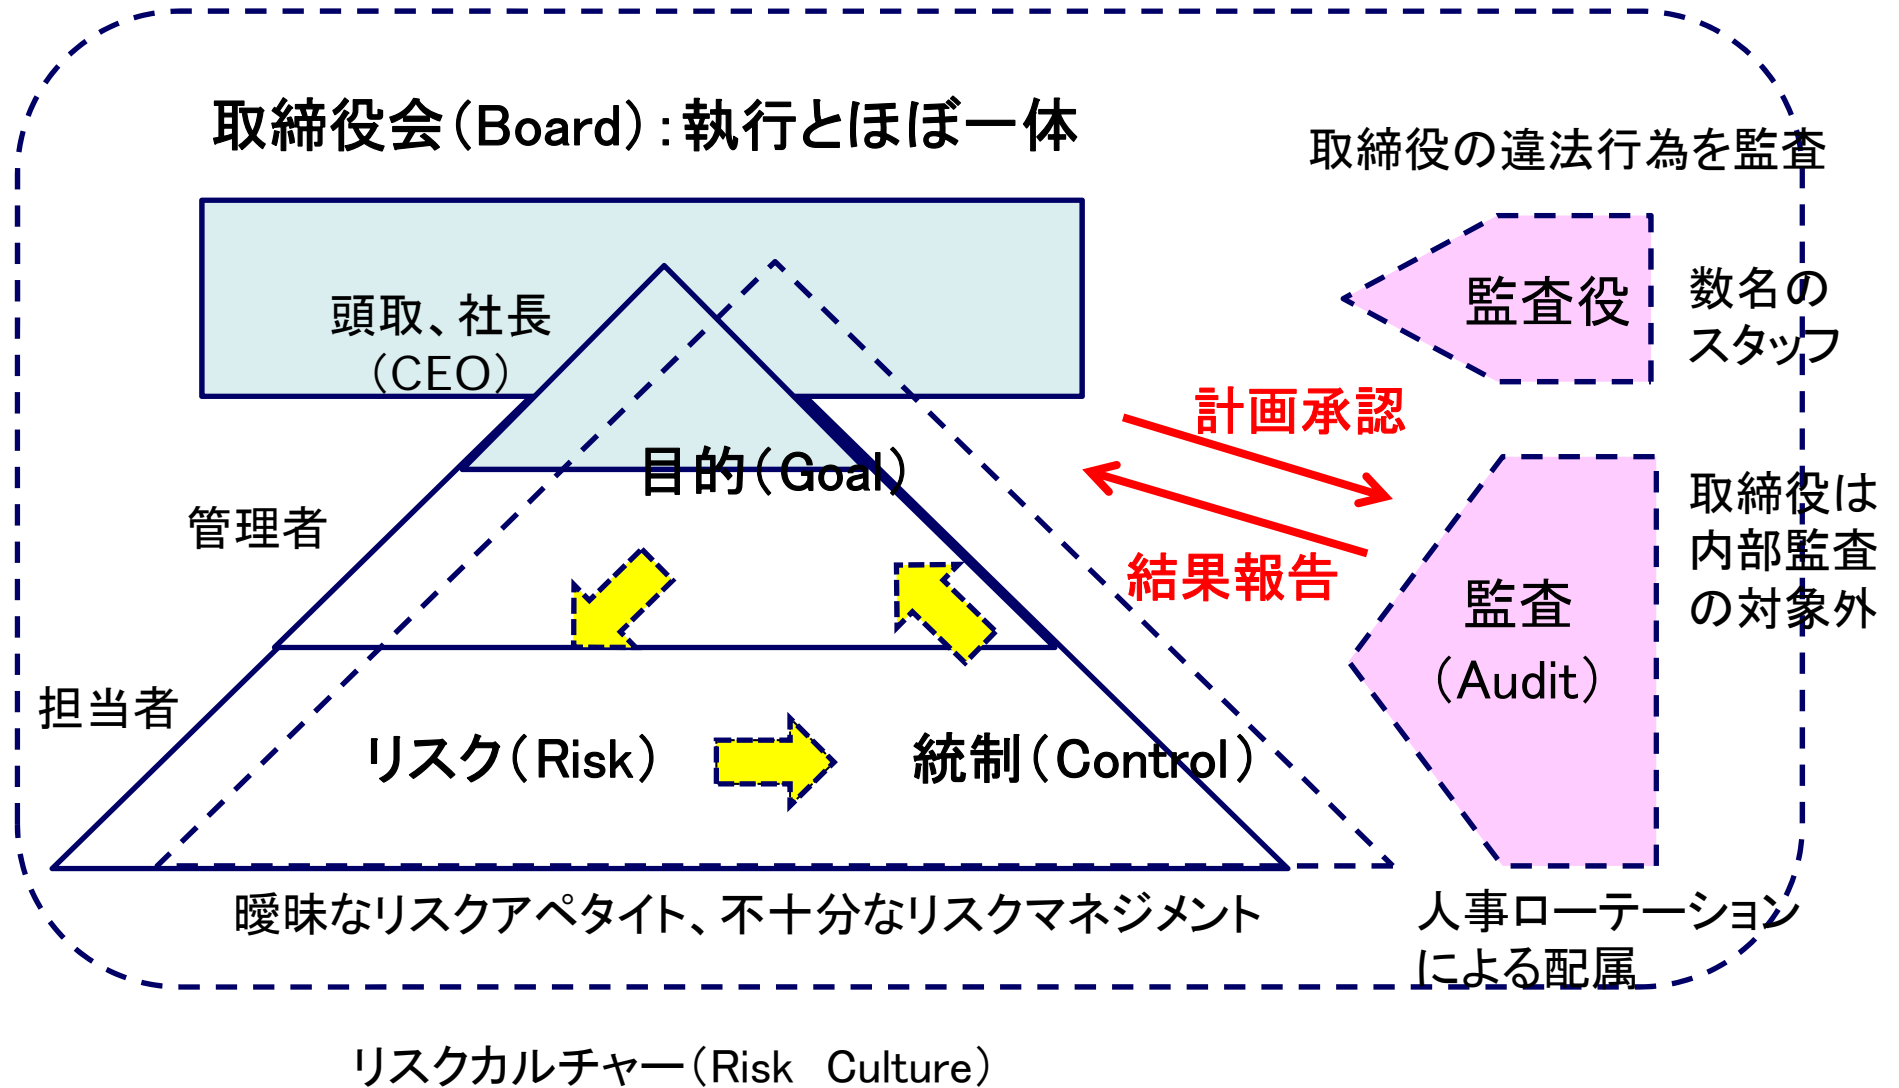 取締役会(Board):執行とほぼ一体
取締役の違法行為を監査
頭取、社長
(CEO)
監査役
数名の
スタッフ
計画承認
目的(Goal)
管理者
結果報告
取締役は
内部監査
の対象外
監査
(Audit)
担当者
リスク(Risk)
統制(Control)
曖昧なリスクアペタイト、不十分なリスクマネジメント
人事ローテーション
による配属
リスクカルチャー(Risk Culture)